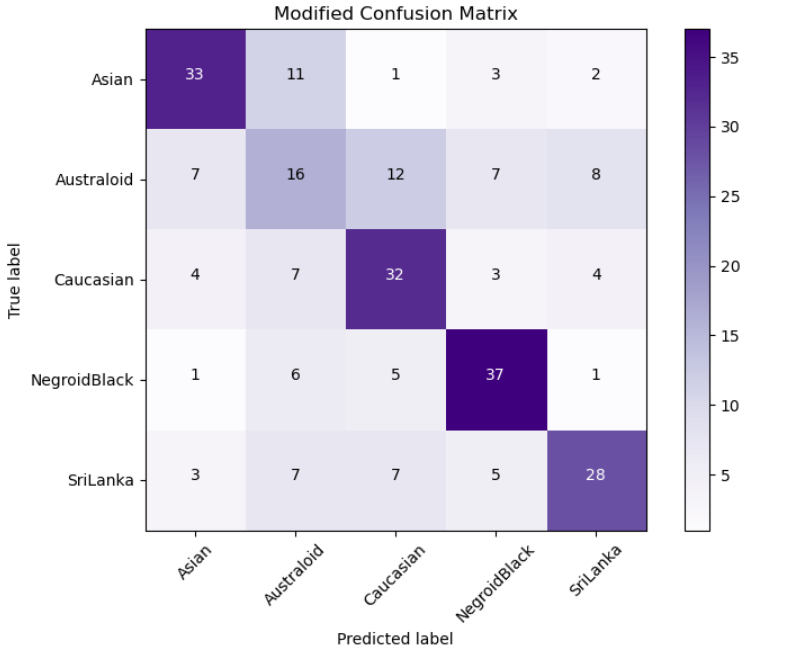 Modified Confusion Matrix
Asian 33 11 1 3 2
Australoid 7 16 12 7 8
Caucasian 4 7 32 3 4
NegroidBlack 1 6 5 37 1
SriLanka 3 7 7 5 28
Asian Australoid Caucasian NegroidBlack SriLanka
Predicted label
True label
35
30
25
20
15
10
5